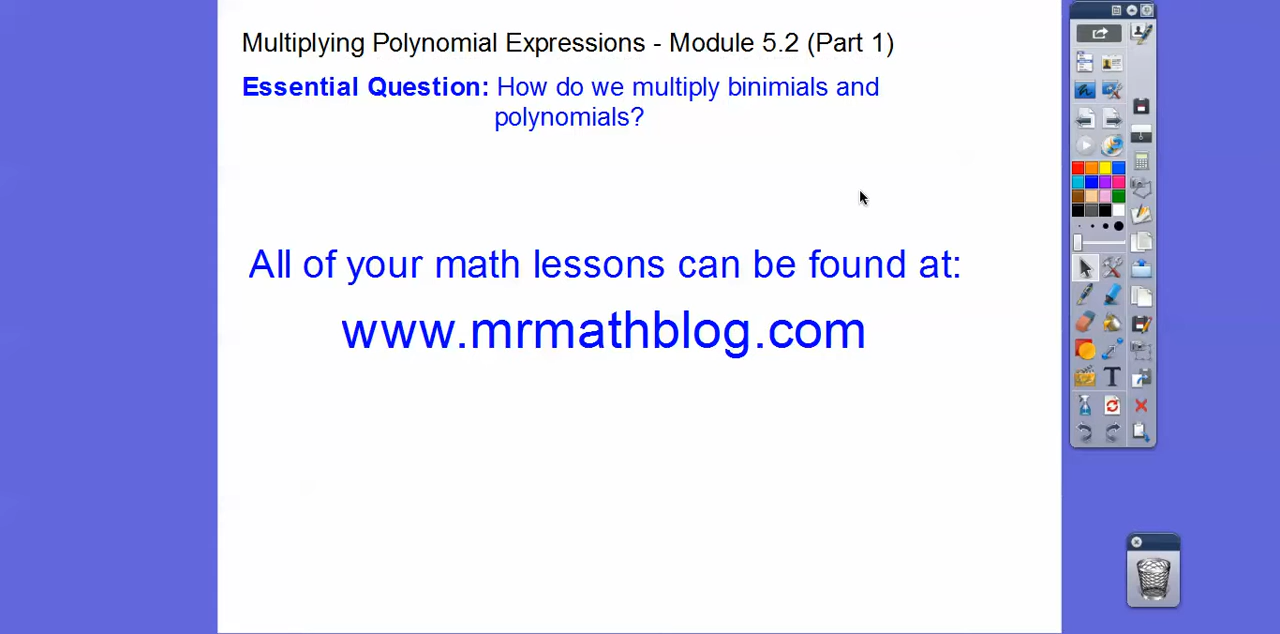 Multiplying Polynomial Expressions - Module 5.2 (Part 1)
Essential Question: How do we multiply binimials and
polynomials?
All of your math lessons can be found at:
www.mrmathblog.com
T